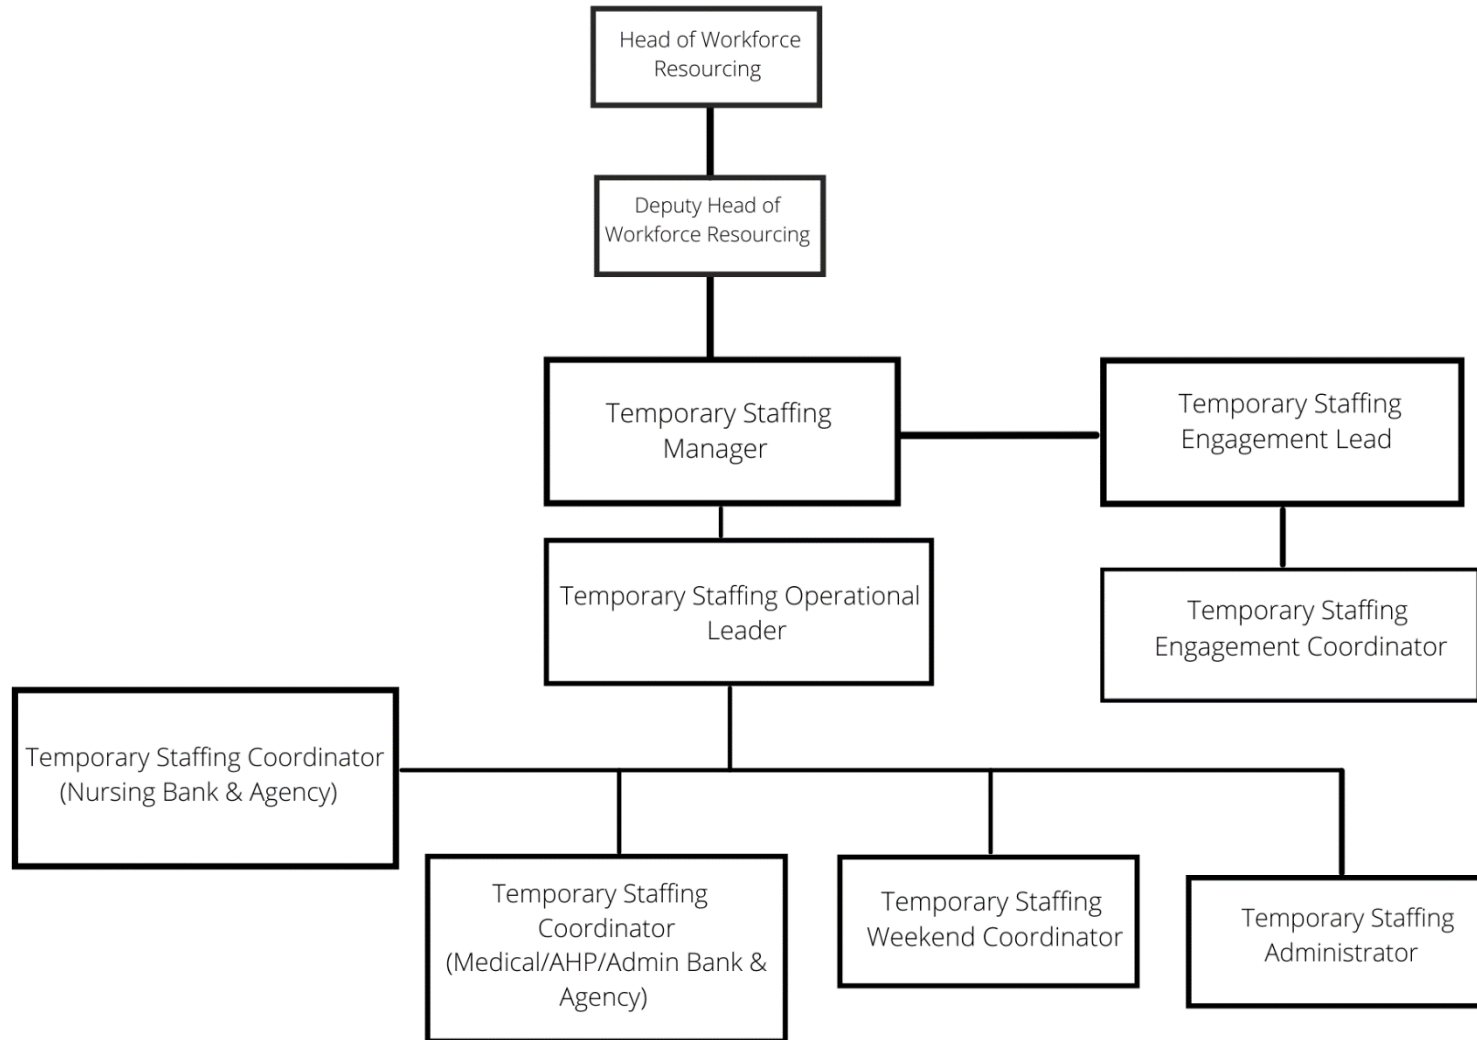 Head of Workforce
Resourcing
Deputy Head of
Workforce Resourcing
Temporary Staffing
Manager
Temporary Staffing
Engagement Lead
Temporary Staffing Operational
Leader
Temporary Staffing
Engagement Coordinator
Temporary Staffing Coordinator
(Nursing Bank & Agency)
Temporary Staffing
Coordinator
(Medical/AHP/Admin Bank &
Agency)
Temporary Staffing
Weekend Coordinator
Temporary Staffing
Administrator